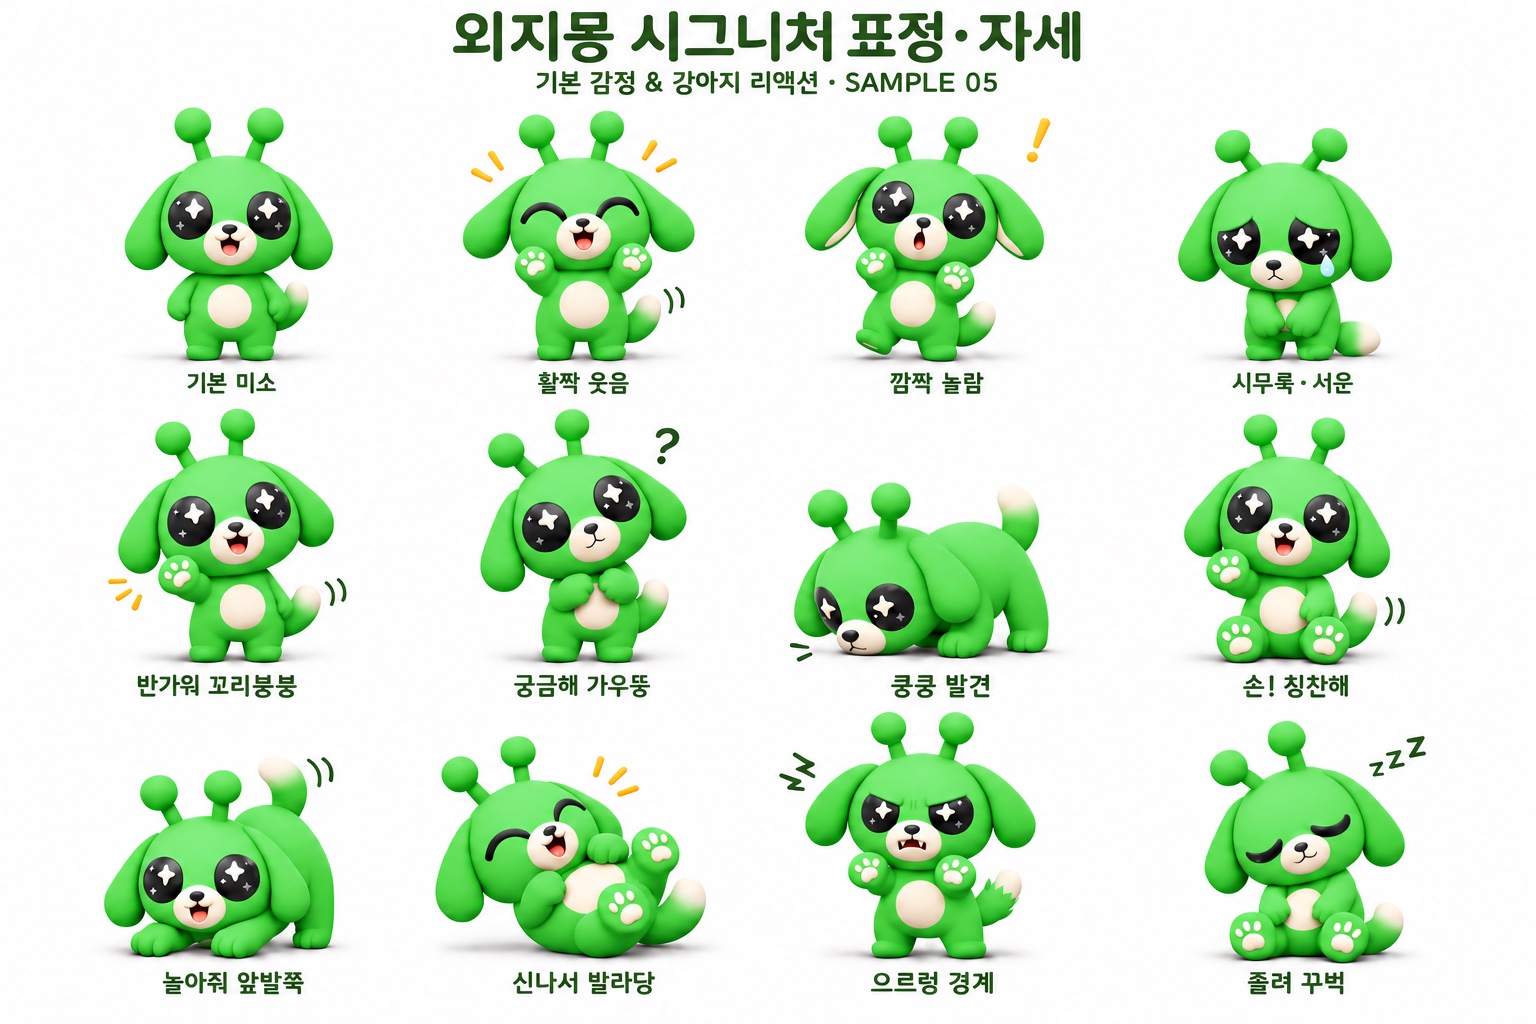 외지몽 시그니처 표정·자세
기본 감정 & 강아지 리액션 · SAMPLE 05
!
기본 미소
활짝 웃음
깜짝 놀람
시무룩·서운
?
반가워 꼬리붕붕
궁금해 갸우뚱
킁킁 발견
손! 칭찬해
zzz
놀아줘 앞발쭉
신나서 발라당
으르렁 경계
졸려 꾸벅